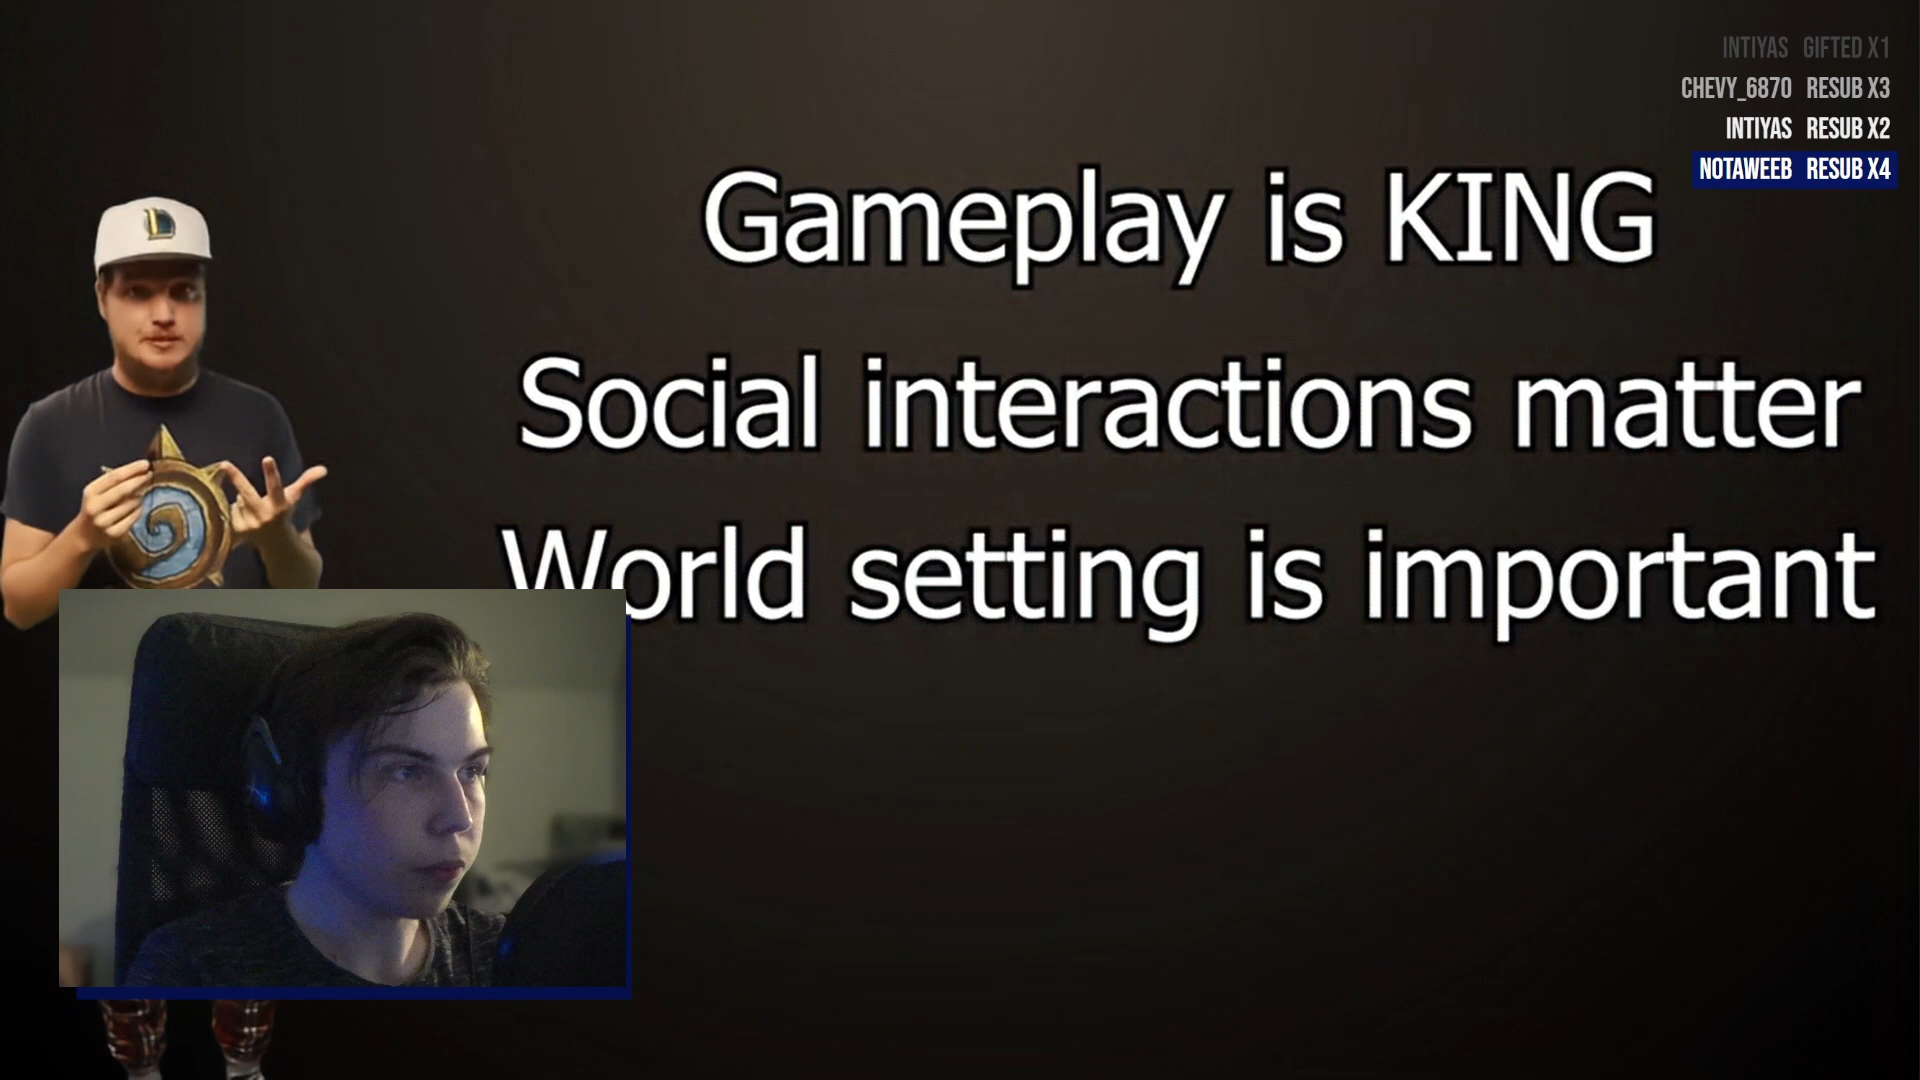 INTIYAS GIFTED X1
CHEVY_6870 RESUB X3
INTIYAS RESUB X2
NOTAWEEB RESUB X4
Gameplay is KING
Social interactions matter
World setting is important